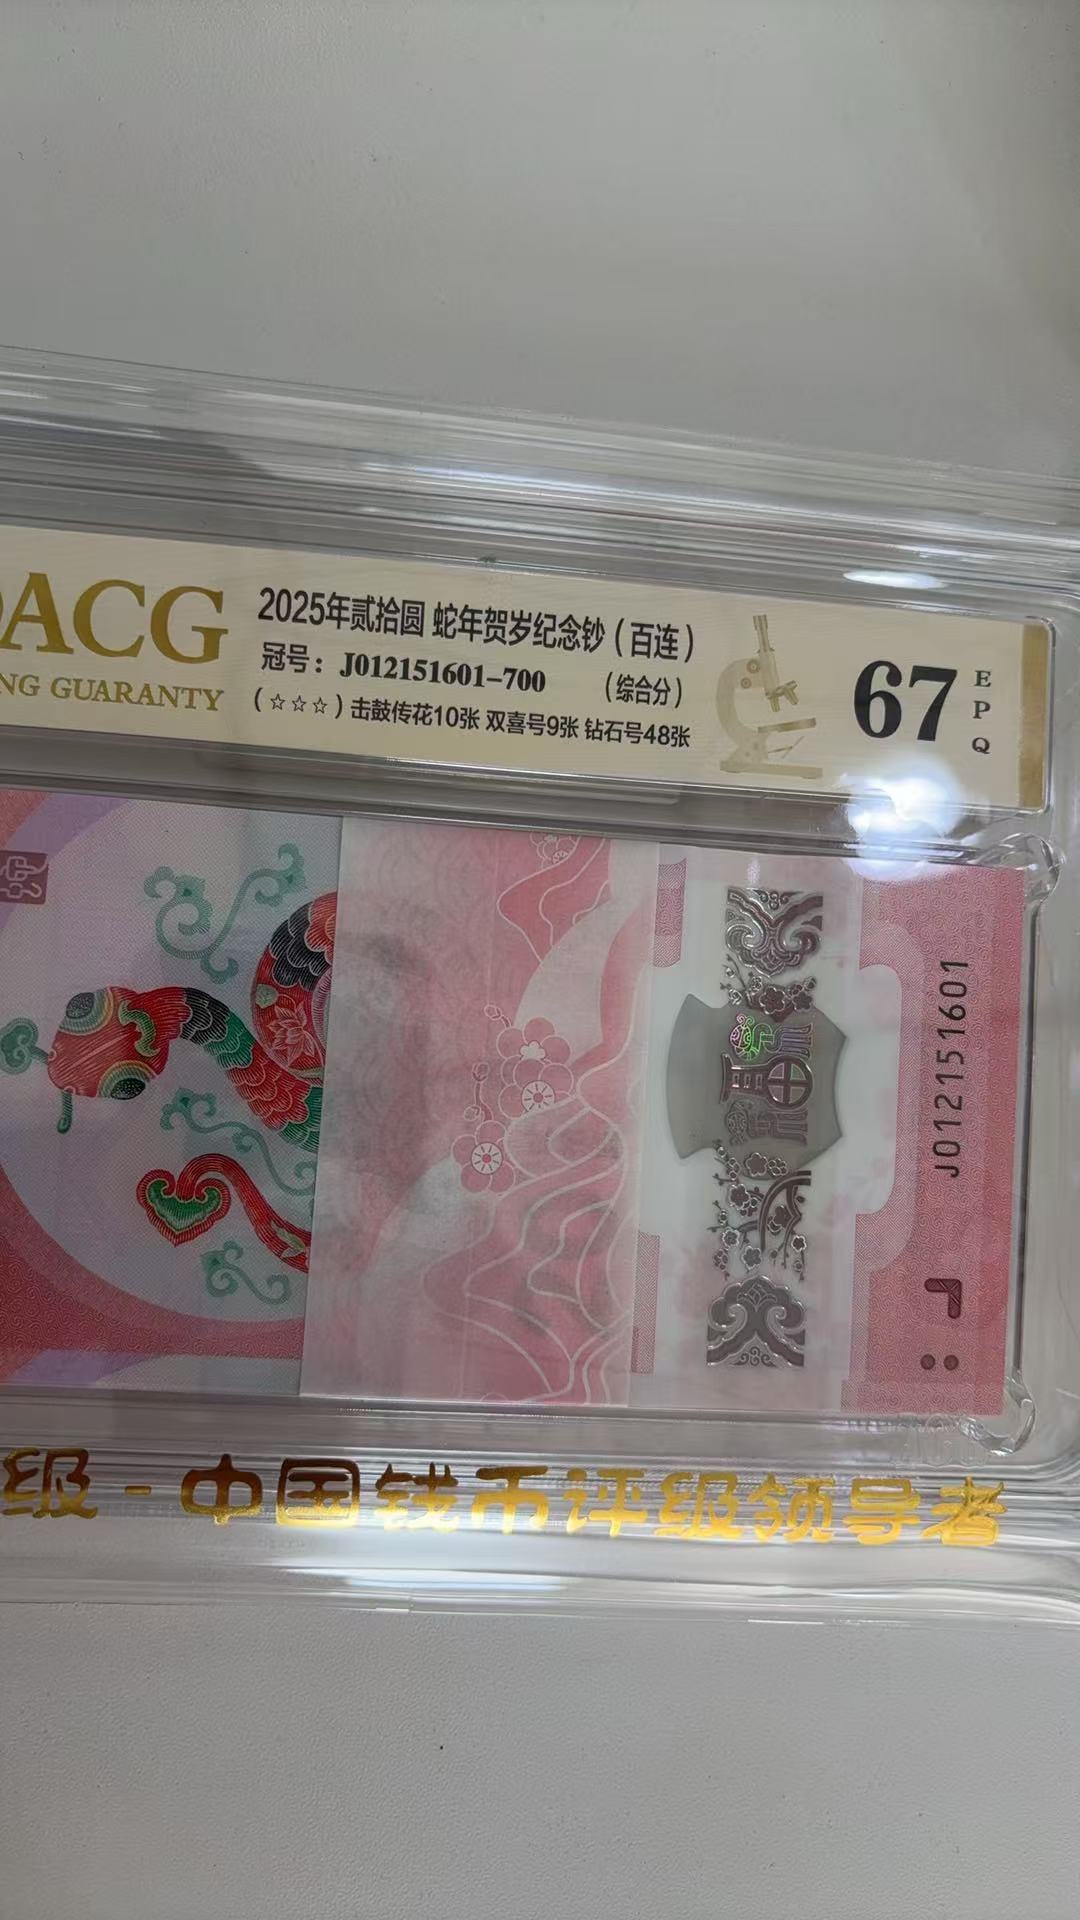 ACG
NG GUARANTY
2025年贰拾圆 蛇年贺岁纪念钞（百连）
冠号：J012151601-700 （综合分）
（☆☆☆）击鼓传花10张 双喜号9张 钻石号48张
67
EPQ
J012151601
级-中国钱币评级领导者